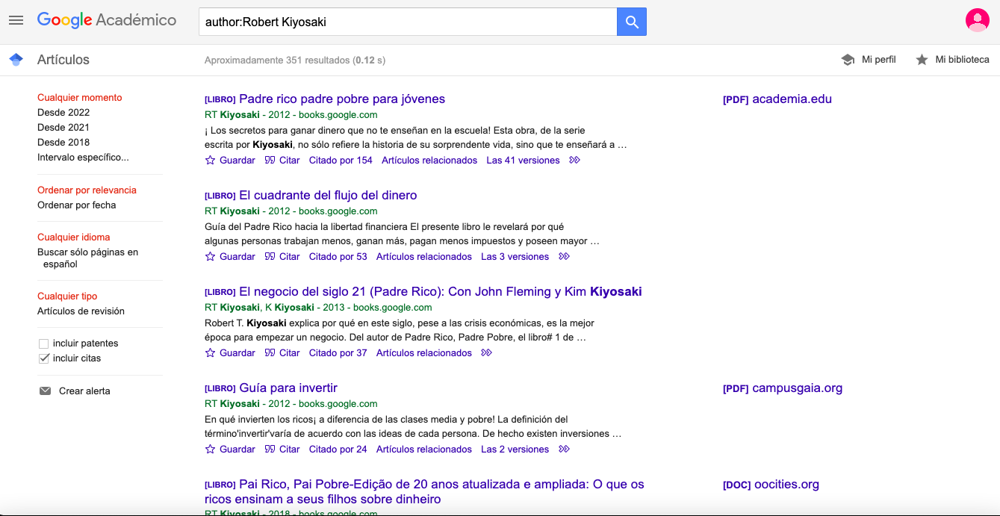 Google Académico
author:Robert Kiyosaki
Artículos
Aproximadamente 351 resultados (0.12 s)
Mi perfil
Mi biblioteca
Cualquier momento
Desde 2022
Desde 2021
Desde 2018
Intervalo específico...
Ordenar por relevancia
Ordenar por fecha
Cualquier idioma
Buscar sólo páginas en
español
Cualquier tipo
Artículos de revisión
incluir patentes
incluir citas
Crear alerta
[LIBRO] Padre rico padre pobre para jóvenes
RT Kiyosaki - 2012 - books.google.com
¡ Los secretos para ganar dinero que no te enseñan en la escuela! Esta obra, de la serie
escrita por Kiyosaki, no sólo refiere la historia de su sorprendente vida, sino que te enseñará a …
Guardar Citar Citado por 154 Artículos relacionados Las 41 versiones
[PDF] academia.edu
[LIBRO] El cuadrante del flujo del dinero
RT Kiyosaki - 2012 - books.google.com
Guía del Padre Rico hacia la libertad financiera El presente libro le revelará por qué
algunas personas trabajan menos, ganan más, pagan menos impuestos y poseen mayor …
Guardar Citar Citado por 53 Artículos relacionados Las 3 versiones
[LIBRO] El negocio del siglo 21 (Padre Rico): Con John Fleming y Kim Kiyosaki
RT Kiyosaki, K Kiyosaki - 2013 - books.google.com
Robert T. Kiyosaki explica por qué en este siglo, pese a las crisis económicas, es la mejor
época para empezar un negocio. Del autor de Padre Rico, Padre Pobre, el libro# 1 de …
Guardar Citar Citado por 37 Artículos relacionados
[LIBRO] Guía para invertir
RT Kiyosaki - 2012 - books.google.com
En qué invierten los ricos¡ a diferencia de las clases media y pobre! La definición del
término'invertir'varía de acuerdo con las ideas de cada persona. De hecho existen inversiones …
Guardar Citar Citado por 24 Artículos relacionados Las 2 versiones
[PDF] campusgaia.org
[LIBRO] Pai Rico, Pai Pobre-Edição de 20 anos atualizada e ampliada: O que os
ricos ensinam a seus filhos sobre dinheiro
RT Kiyosaki - 2018 - books.google.com
[DOC] oocities.org